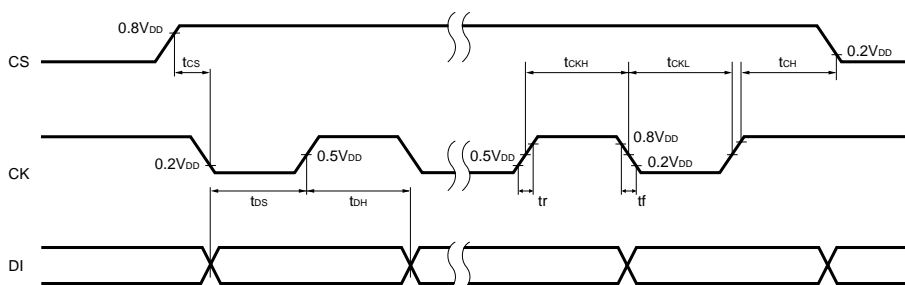 0.8VDD
CS
tCS
tCKH
tCKL
tCH
0.2VDD
CK
0.2VDD
0.5VDD
0.5VDD
0.8VDD
0.2VDD
tDS
tDH
tr
tf
DI